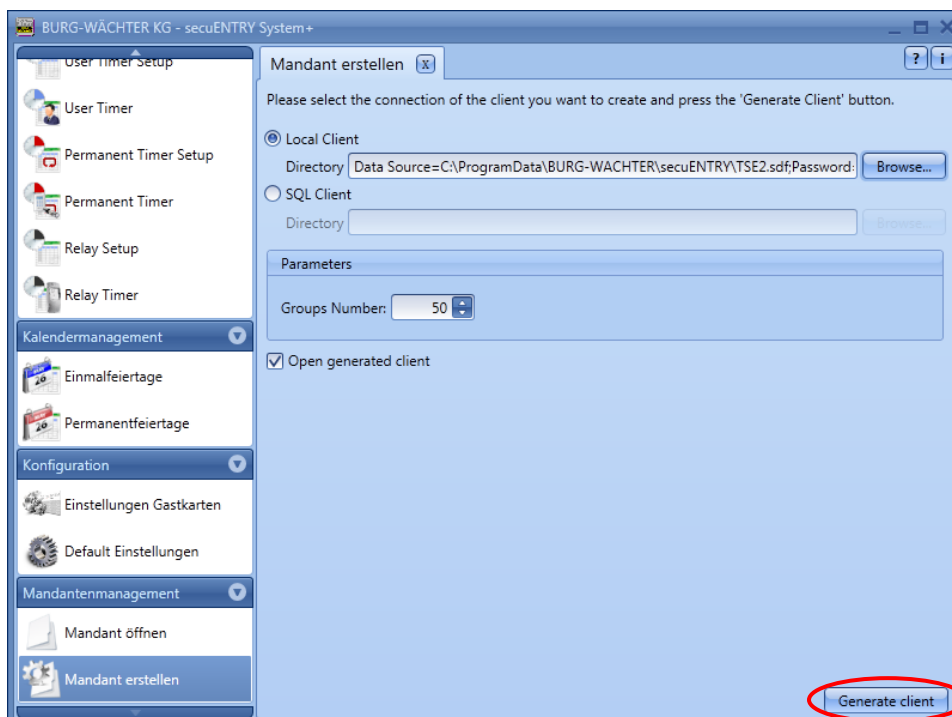 BURG-WÄCHTER KG - secuENTRY System+
User Timer Setup
User Timer
Permanent Timer Setup
Permanent Timer
Relay Setup
Relay Timer
Kalendermanagement
Einmalfeiertage
Permanentfeiertage
Konfiguration
Einstellungen Gastkarten
Default Einstellungen
Mandantenmanagement
Mandant öffnen
Mandant erstellen
Mandant erstellen x
? i
Please select the connection of the client you want to create and press the 'Generate Client' button.
Local Client
Directory Data Source=C:\ProgramData\BURG-WACHTER\secuENTRY\TSE2.sdf;Password= Browse...
SQL Client
Directory Browse...
Parameters
Groups Number: 50
Open generated client
Generate client